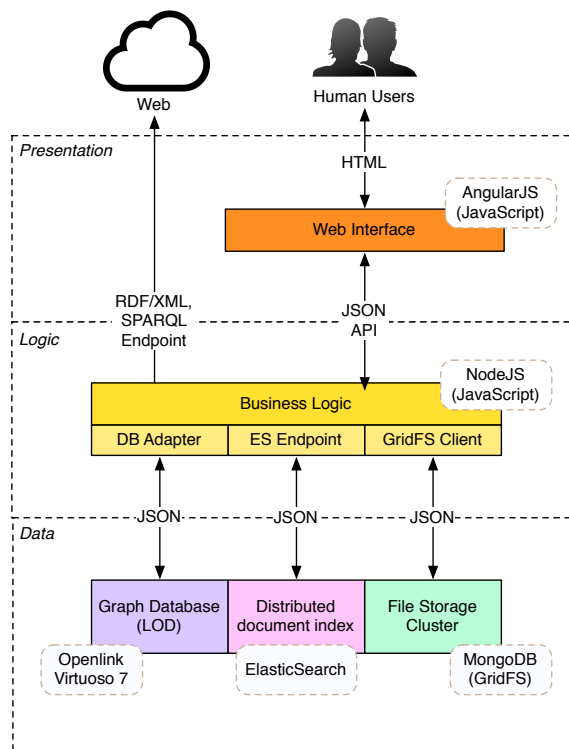 Web
Human Users
Presentation
HTML
AngularJS
(JavaScript)
Web Interface
RDF/XML,
SPARQL
Endpoint
JSON
API
Logic
NodeJS
(JavaScript)
Business Logic
DB Adapter
ES Endpoint
GridFS Client
JSON
JSON
JSON
Data
Graph Database
(LOD)
Distributed
document index
File Storage
Cluster
Openlink
Virtuoso 7
ElasticSearch
MongoDB
(GridFS)